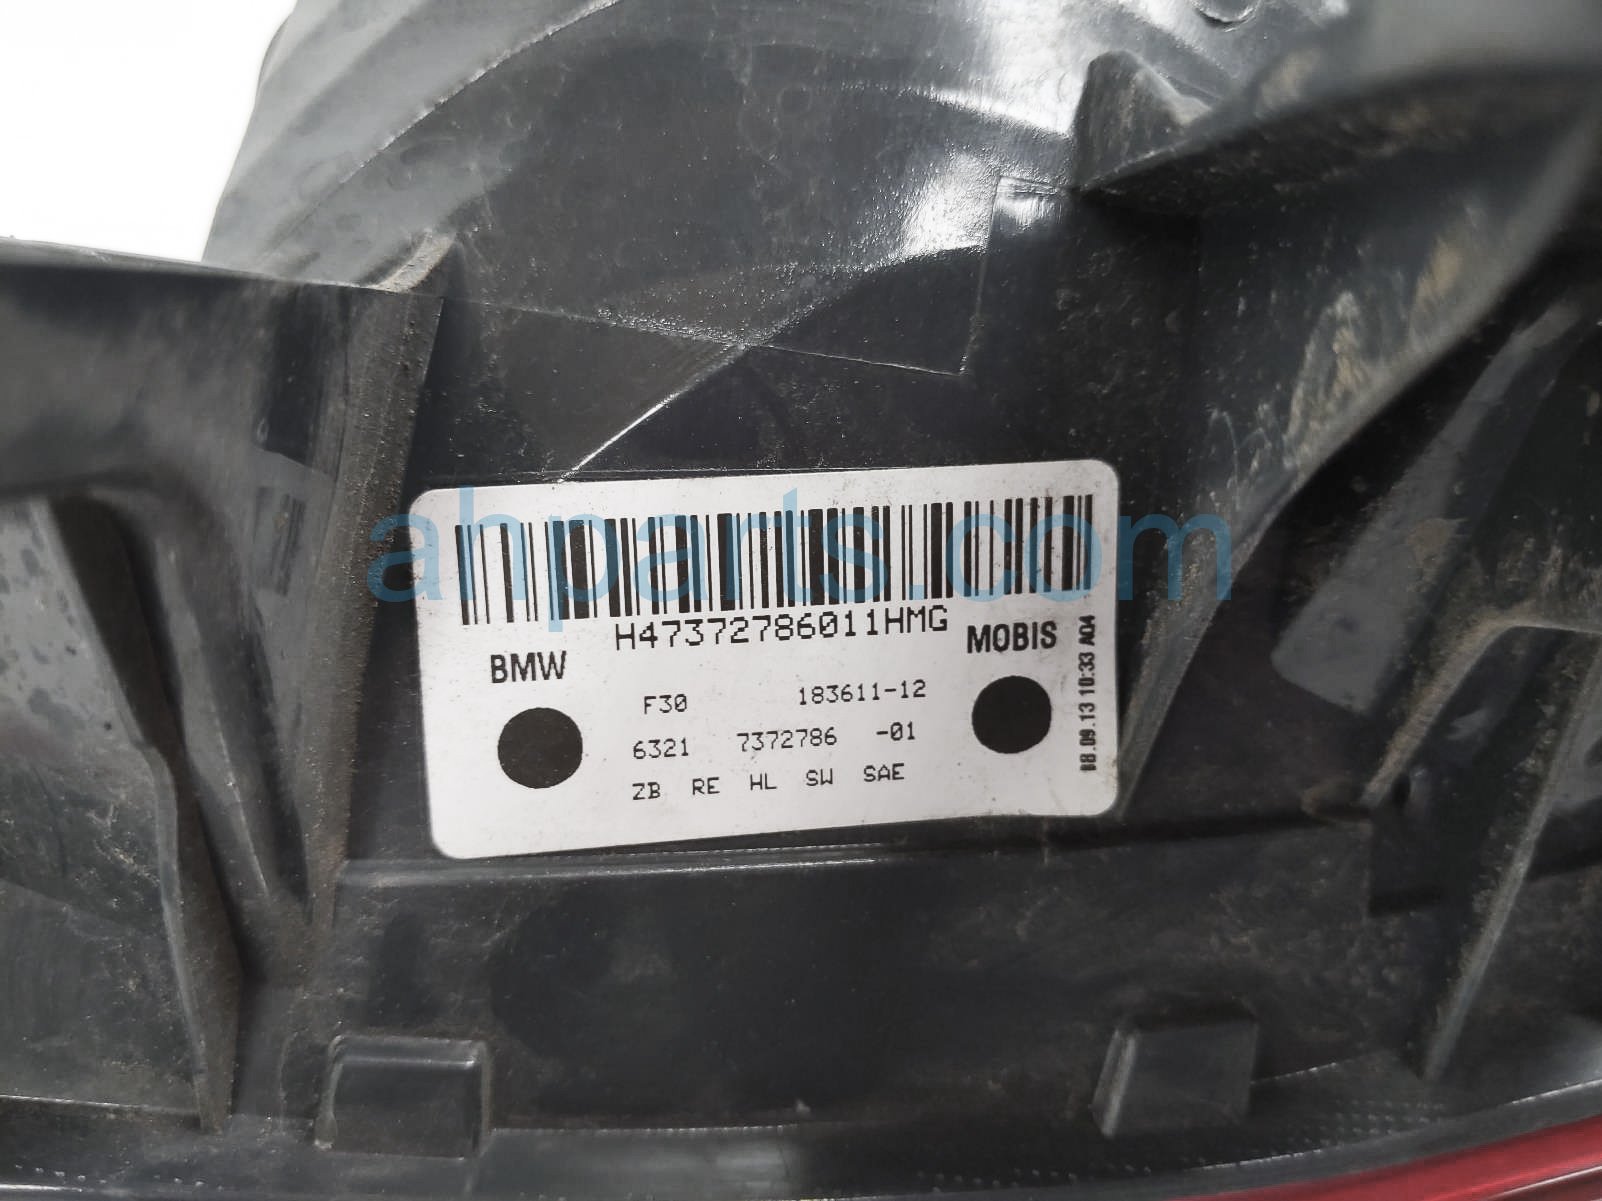 ahparts.com
H47372786011HMG
BMW
MOBIS
F30 183611-12
6321 7372786 -01
ZB RE HL SW SAE
18.09.13 10:33 A04